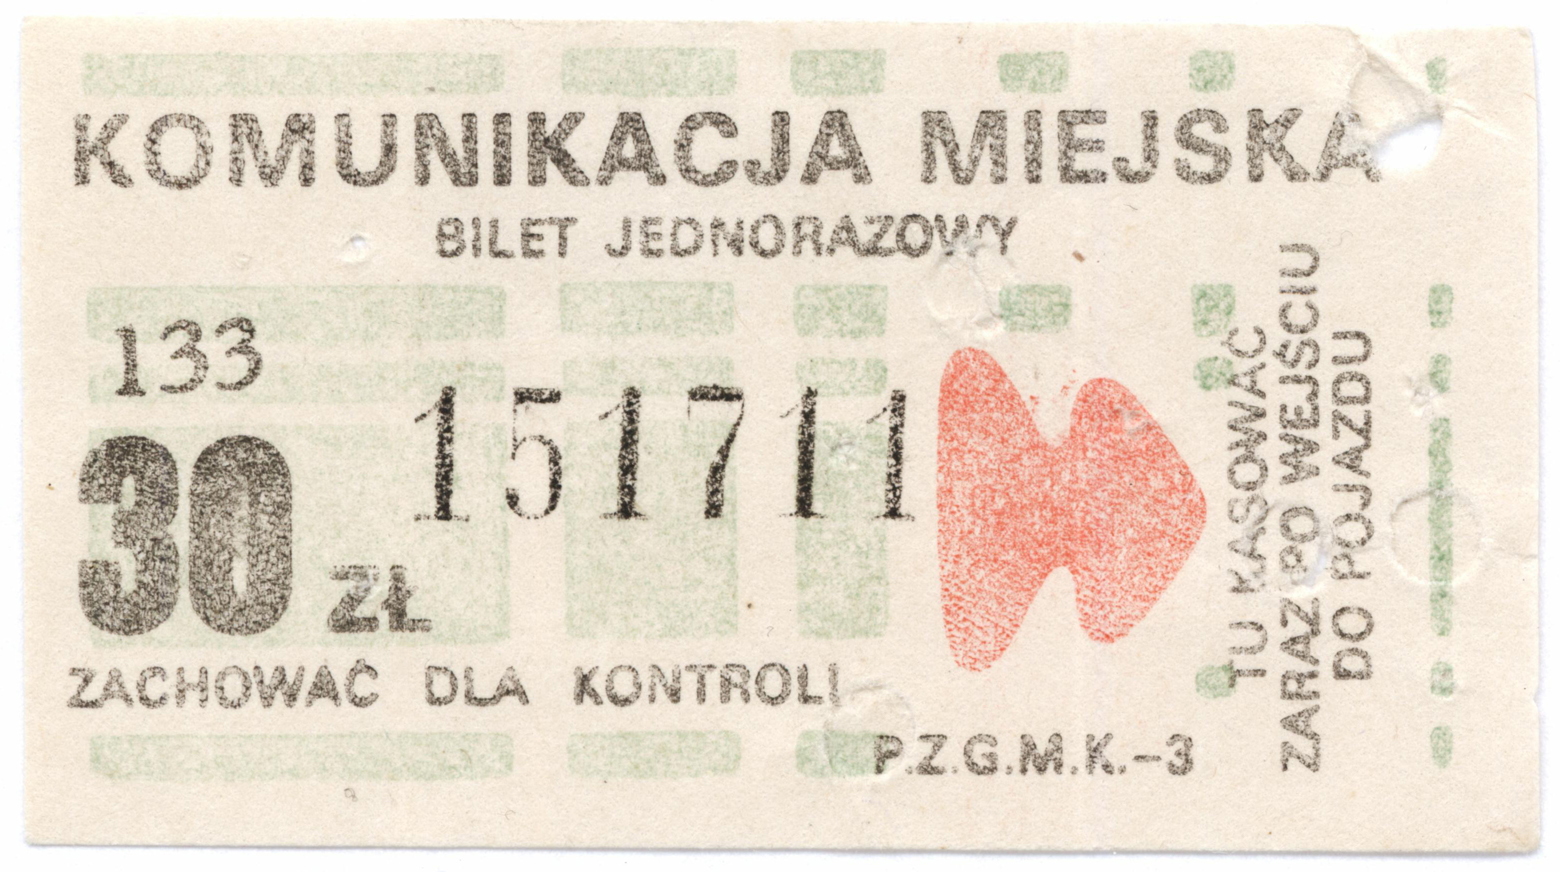 KOMUNIKACJA MIEJSKA
BILET JEDNORAZOWY
133
151711
30 ZŁ
ZACHOWAĆ DLA KONTROLI
P.Z.G.M.K.-3
TU KASOWAĆ
ZARAZ PO WEJŚCIU
DO POJAZDU